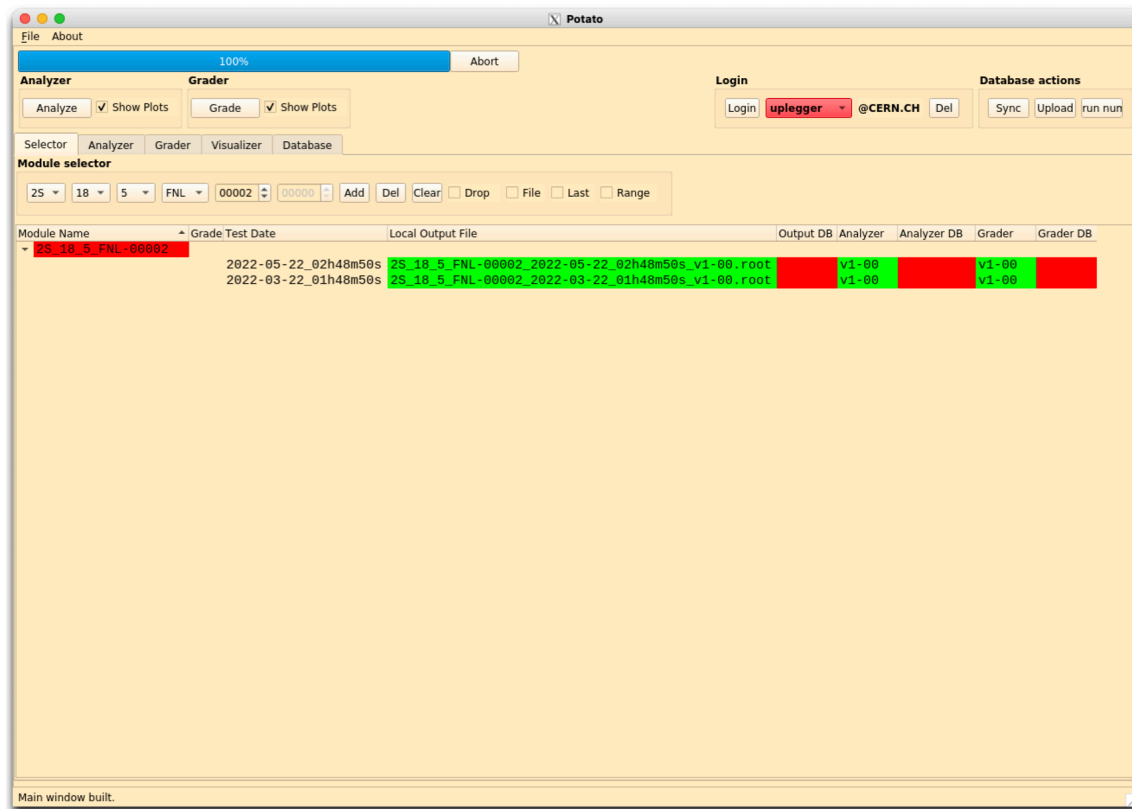 Potato
File About
100% Abort
Analyzer Grader Login Database actions
Analyze Show Plots Grade Show Plots Login uplegger @CERN.CH Del Sync Upload run num
Selector Analyzer Grader Visualizer Database
Module selector
2S 18 5 FNL 00002 00000 Add Del Clear Drop File Last Range
Module Name Grade Test Date Local Output File Output DB Analyzer Analyzer DB Grader Grader DB
2S_18_5_FNL-00002
2022-05-22_02h48m50s 2S_18_5_FNL-00002_2022-05-22_02h48m50s_v1-00.root v1-00 v1-00
2022-03-22_01h48m50s 2S_18_5_FNL-00002_2022-03-22_01h48m50s_v1-00.root v1-00 v1-00
Main window built.